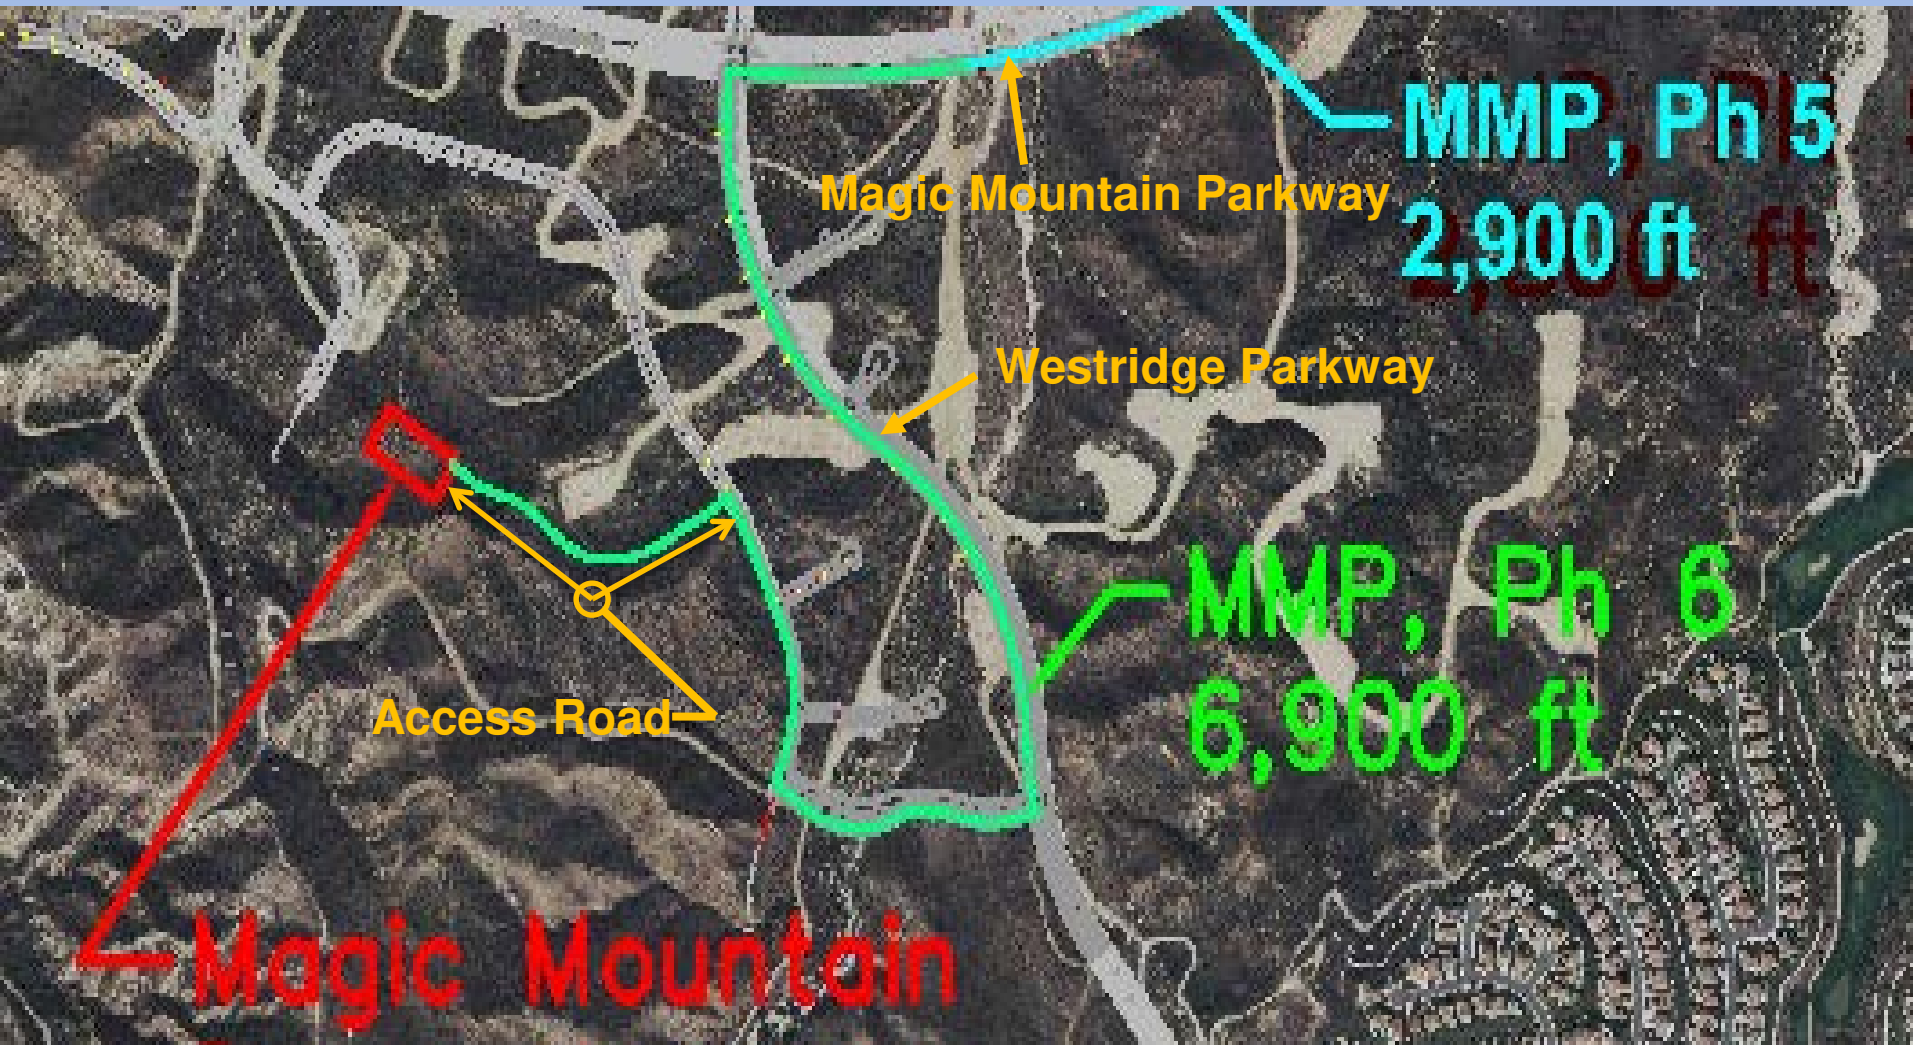 MMP, Ph 5
2,900 ft
Magic Mountain Parkway
Westridge Parkway
MMP, Ph 6
6,900 ft
Access Road
Magic Mountain